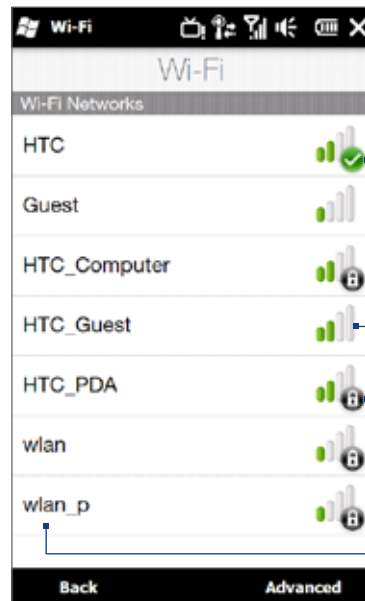 Wi-Fi
Wi-Fi
Wi-Fi Networks
HTC
Guest
HTC_Computer
HTC_Guest
HTC_PDA
wlan
wlan_p
Back Advanced